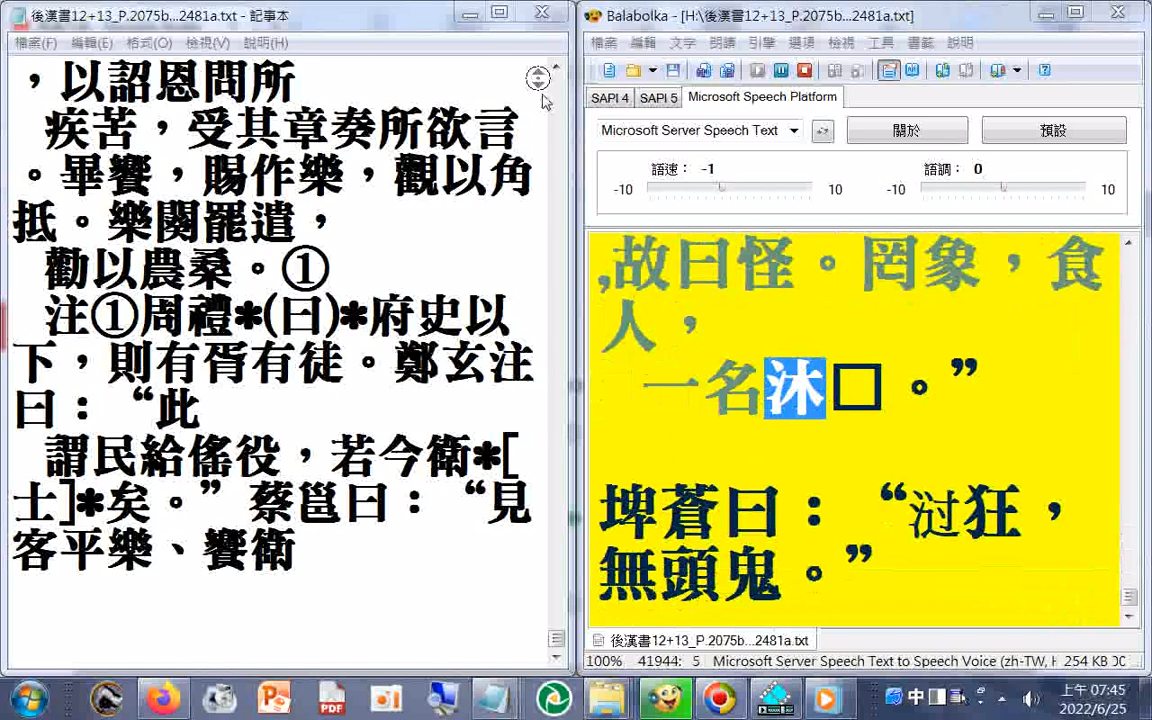 後漢書12+13_P.2075b...2481a.txt - 記事本
檔案(F) 編輯(E) 格式(O) 檢視(V) 說明(H)
，以詔恩問所
疾苦，受其章奏所欲言
。畢饗，賜作樂，觀以角
抵。樂闋罷遣，
勸以農桑。①
注①周禮*(曰)*府史以
下，則有胥有徒。鄭玄注
曰：“此
謂民給傜役，若今衛*[
士]*矣。”蔡邕曰：“見
客平樂、饗衛
Balabolka - [H:\後漢書12+13_P.2075b...2481a.txt]
檔案 編輯 文字 朗讀 引擎 選項 檢視 工具 書籤 說明
SAPI 4 SAPI 5 Microsoft Speech Platform
Microsoft Server Speech Text 關於 預設
語速： -1 語調： 0
-10 10 -10 10
,故曰怪。罔象，食
人，
一名沐囗。”
埤蒼曰：“㳡狂，
無頭鬼。”
後漢書12+13_P.2075b...2481a.txt
100% 41944: 5 Microsoft Server Speech Text to Speech Voice (zh-TW, H 254 KB
中
上午 07:45
2022/6/25